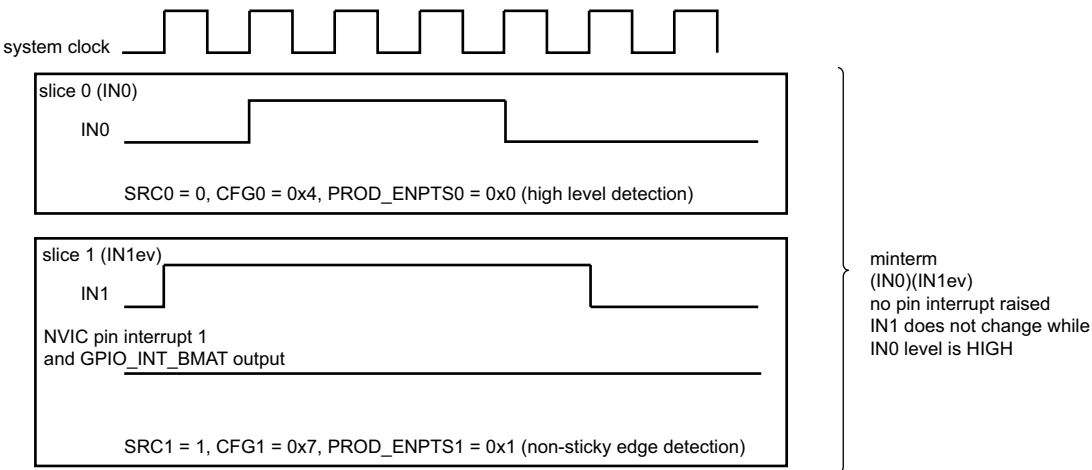 system clock
slice 0 (IN0)
IN0
SRC0 = 0, CFG0 = 0x4, PROD_ENPTS0 = 0x0 (high level detection)
slice 1 (IN1ev)
IN1
NVIC pin interrupt 1
and GPIO_INT_BMAT output
SRC1 = 1, CFG1 = 0x7, PROD_ENPTS1 = 0x1 (non-sticky edge detection)
minterm
(IN0)(IN1ev)
no pin interrupt raised
IN1 does not change while
IN0 level is HIGH